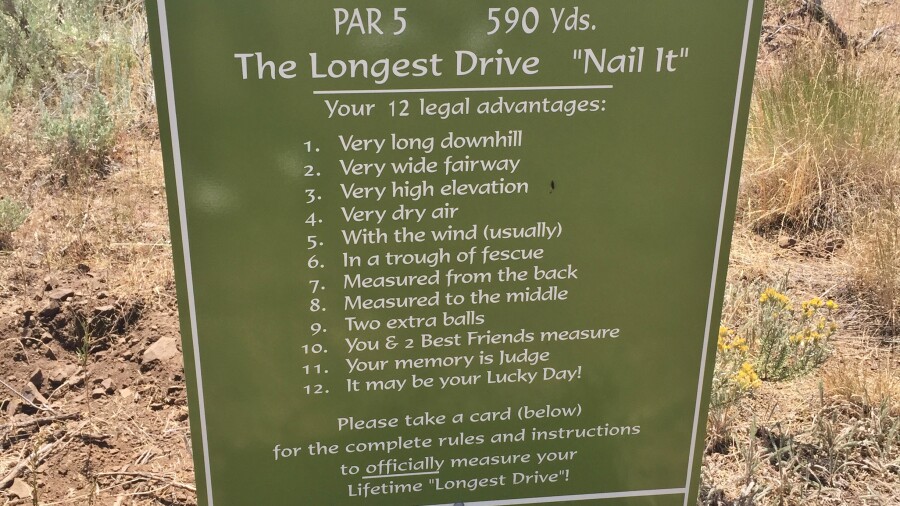 PAR 5 590 Yds.
The Longest Drive "Nail It"
Your 12 legal advantages:
1. Very long downhill
2. Very wide fairway
3. Very high elevation
4. Very dry air
5. With the wind (usually)
6. In a trough of fescue
7. Measured from the back
8. Measured to the middle
9. Two extra balls
10. You & 2 Best Friends measure
11. Your memory is Judge
12. It may be your Lucky Day!
Please take a card (below)
for the complete rules and instructions
to officially measure your
Lifetime "Longest Drive"!